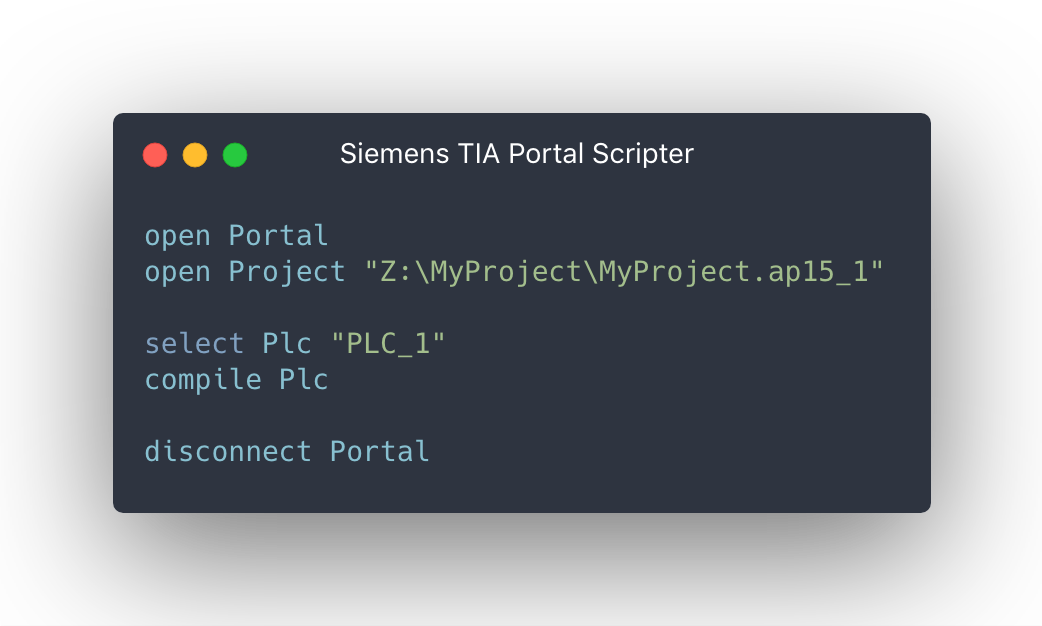 Siemens TIA Portal Scripter
open Portal
open Project "Z:\MyProject\MyProject.ap15_1"
select Plc "PLC_1"
compile Plc
disconnect Portal